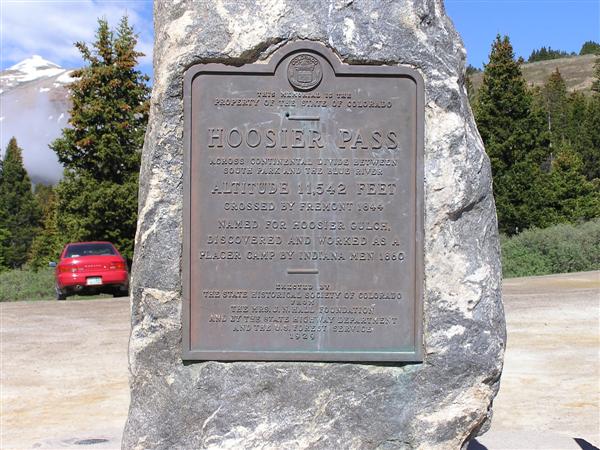 THIS MEMORIAL IS THE
PROPERTY OF THE STATE OF COLORADO
HOOSIER PASS
ACROSS CONTINENTAL DIVIDE BETWEEN
SOUTH PARK AND THE BLUE RIVER
ALTITUDE 11,542 FEET
CROSSED BY FREMONT 1844
NAMED FOR HOOSIER GULCH,
DISCOVERED AND WORKED AS A
PLACER CAMP BY INDIANA MEN 1860
ERECTED BY
THE STATE HISTORICAL SOCIETY OF COLORADO
FROM
THE MRS. J. N. HALL FOUNDATION
AND BY THE STATE HIGHWAY DEPARTMENT
AND THE U.S. FOREST SERVICE
1929